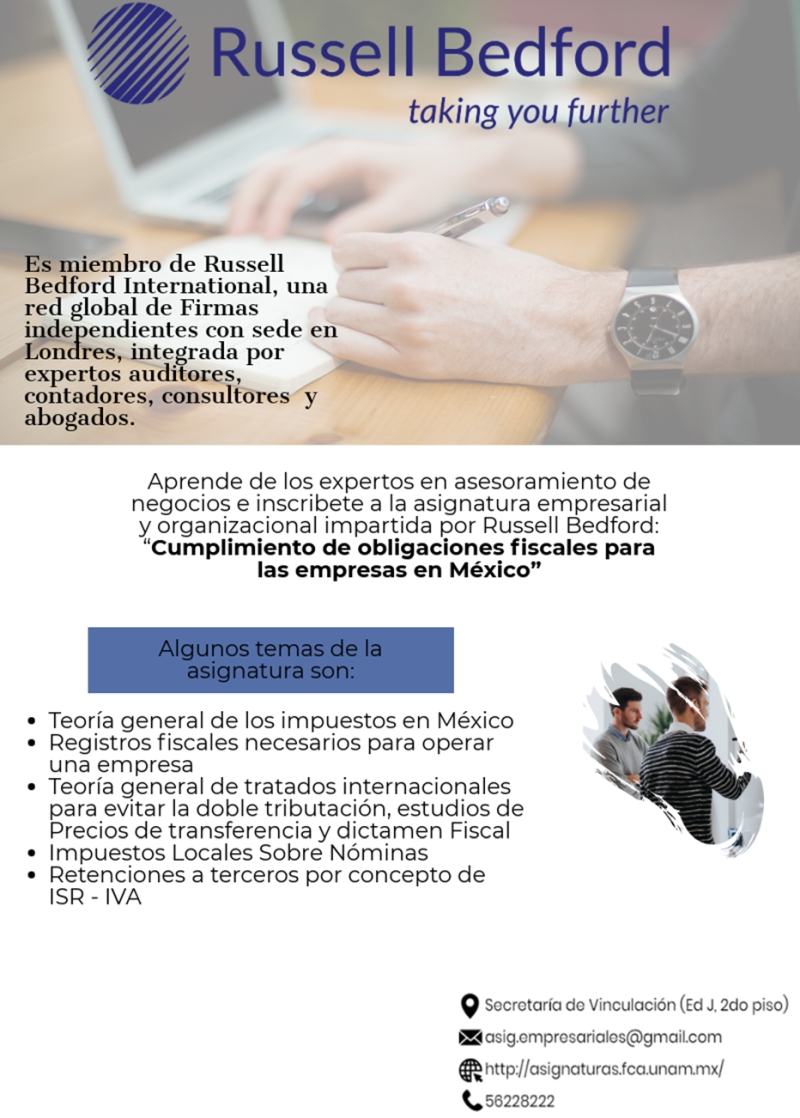 Russell Bedford
taking you further
Es miembro de Russell
Bedford International, una
red global de Firmas
independientes con sede en
Londres, integrada por
expertos auditores,
contadores, consultores y
abogados.
Aprende de los expertos en asesoramiento de
negocios e inscribete a la asignatura empresarial
y organizacional impartida por Russell Bedford:
“Cumplimiento de obligaciones fiscales para
las empresas en México”
Algunos temas de la
asignatura son:
• Teoría general de los impuestos en México
• Registros fiscales necesarios para operar
una empresa
• Teoría general de tratados internacionales
para evitar la doble tributación, estudios de
Precios de transferencia y dictamen Fiscal
• Impuestos Locales Sobre Nóminas
• Retenciones a terceros por concepto de
ISR - IVA
Secretaría de Vinculación (Ed J, 2do piso)
asig.empresariales@gmail.com
http://asignaturas.fca.unam.mx/
56228222